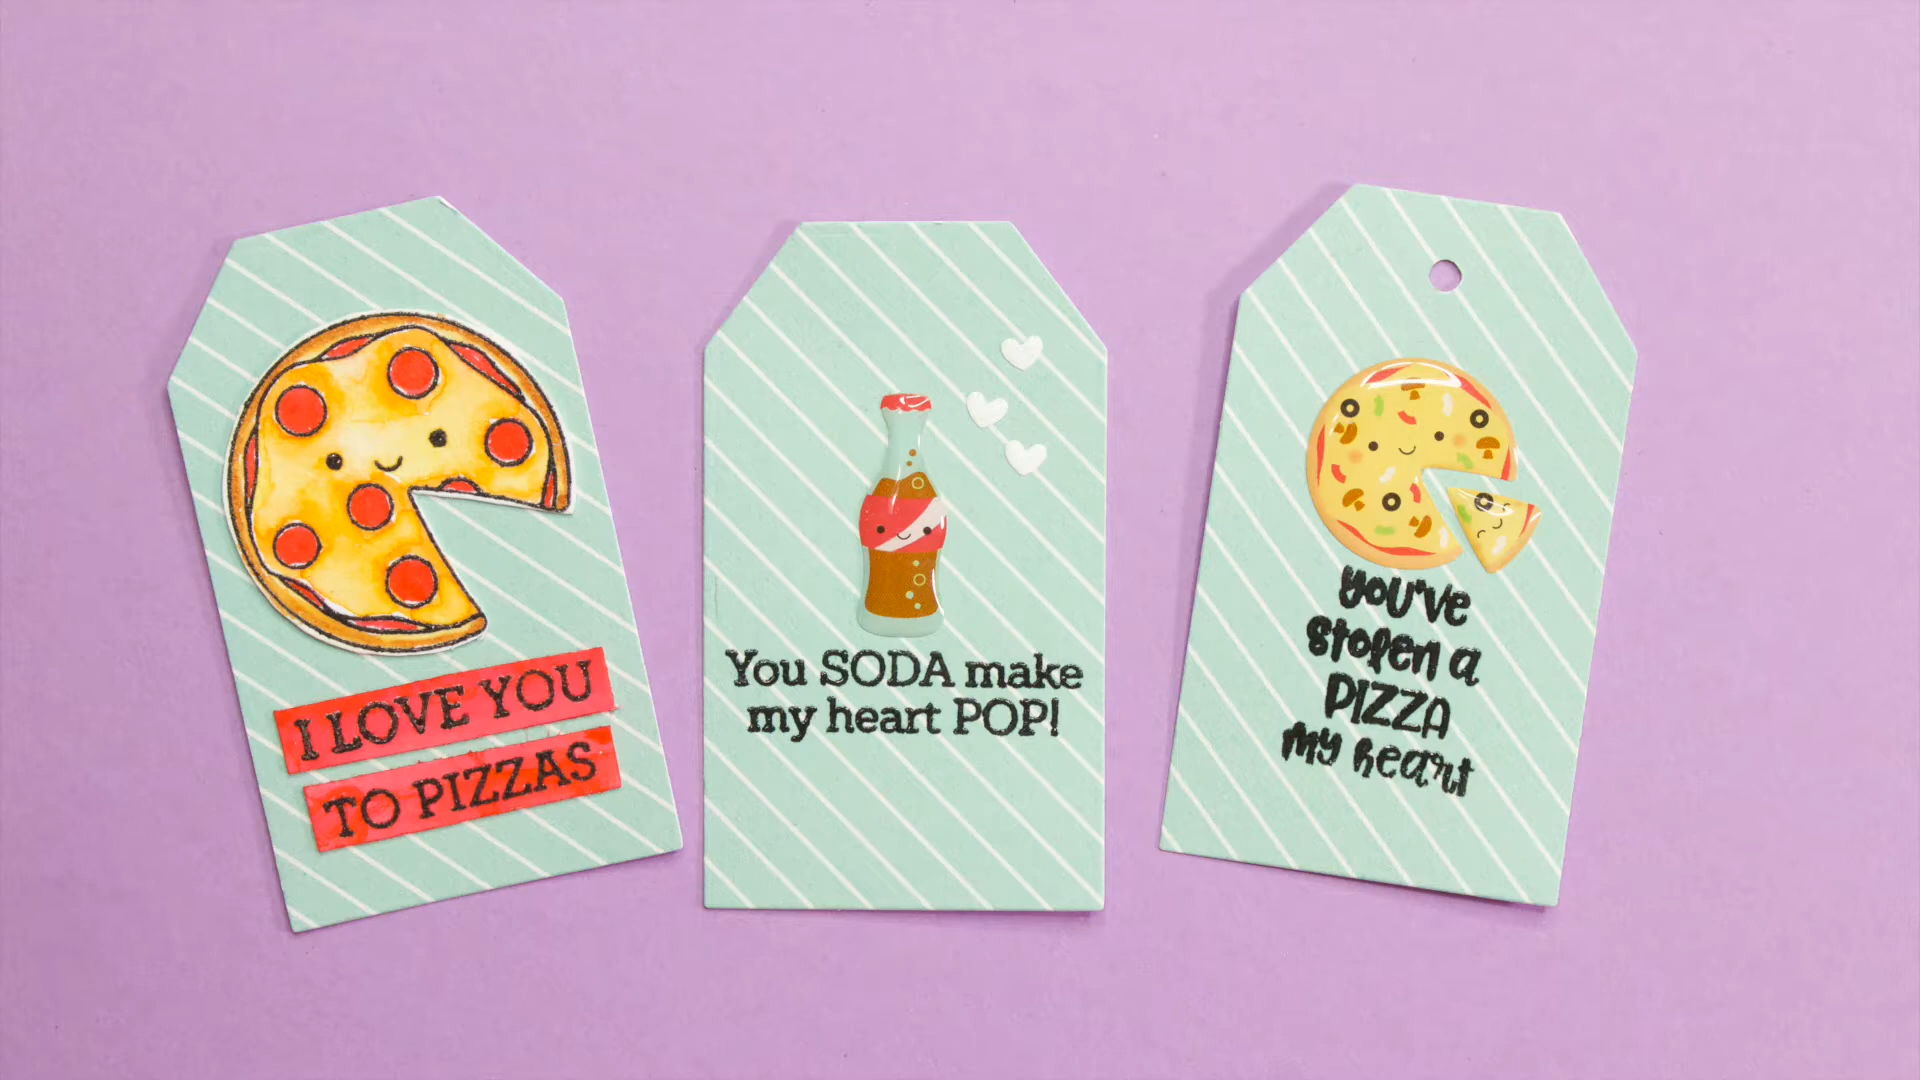 I LOVE YOU
TO PIZZAS
You SODA make
my heart POP!
you've
stolen a
PIZZA
my heart